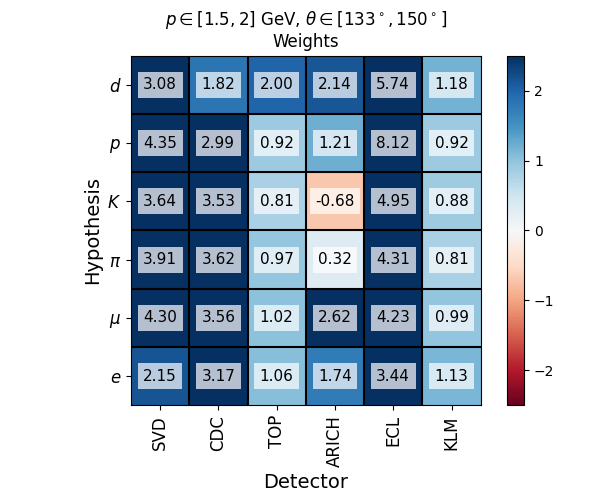 p ∈ [1.5, 2] GeV, θ ∈ [133°, 150°]
Weights
d 3.08 1.82 2.00 2.14 5.74 1.18
p 4.35 2.99 0.92 1.21 8.12 0.92
K 3.64 3.53 0.81 -0.68 4.95 0.88
π 3.91 3.62 0.97 0.32 4.31 0.81
μ 4.30 3.56 1.02 2.62 4.23 0.99
e 2.15 3.17 1.06 1.74 3.44 1.13
SVD CDC TOP ARICH ECL KLM
Detector
Hypothesis
2
1
0
−1
−2